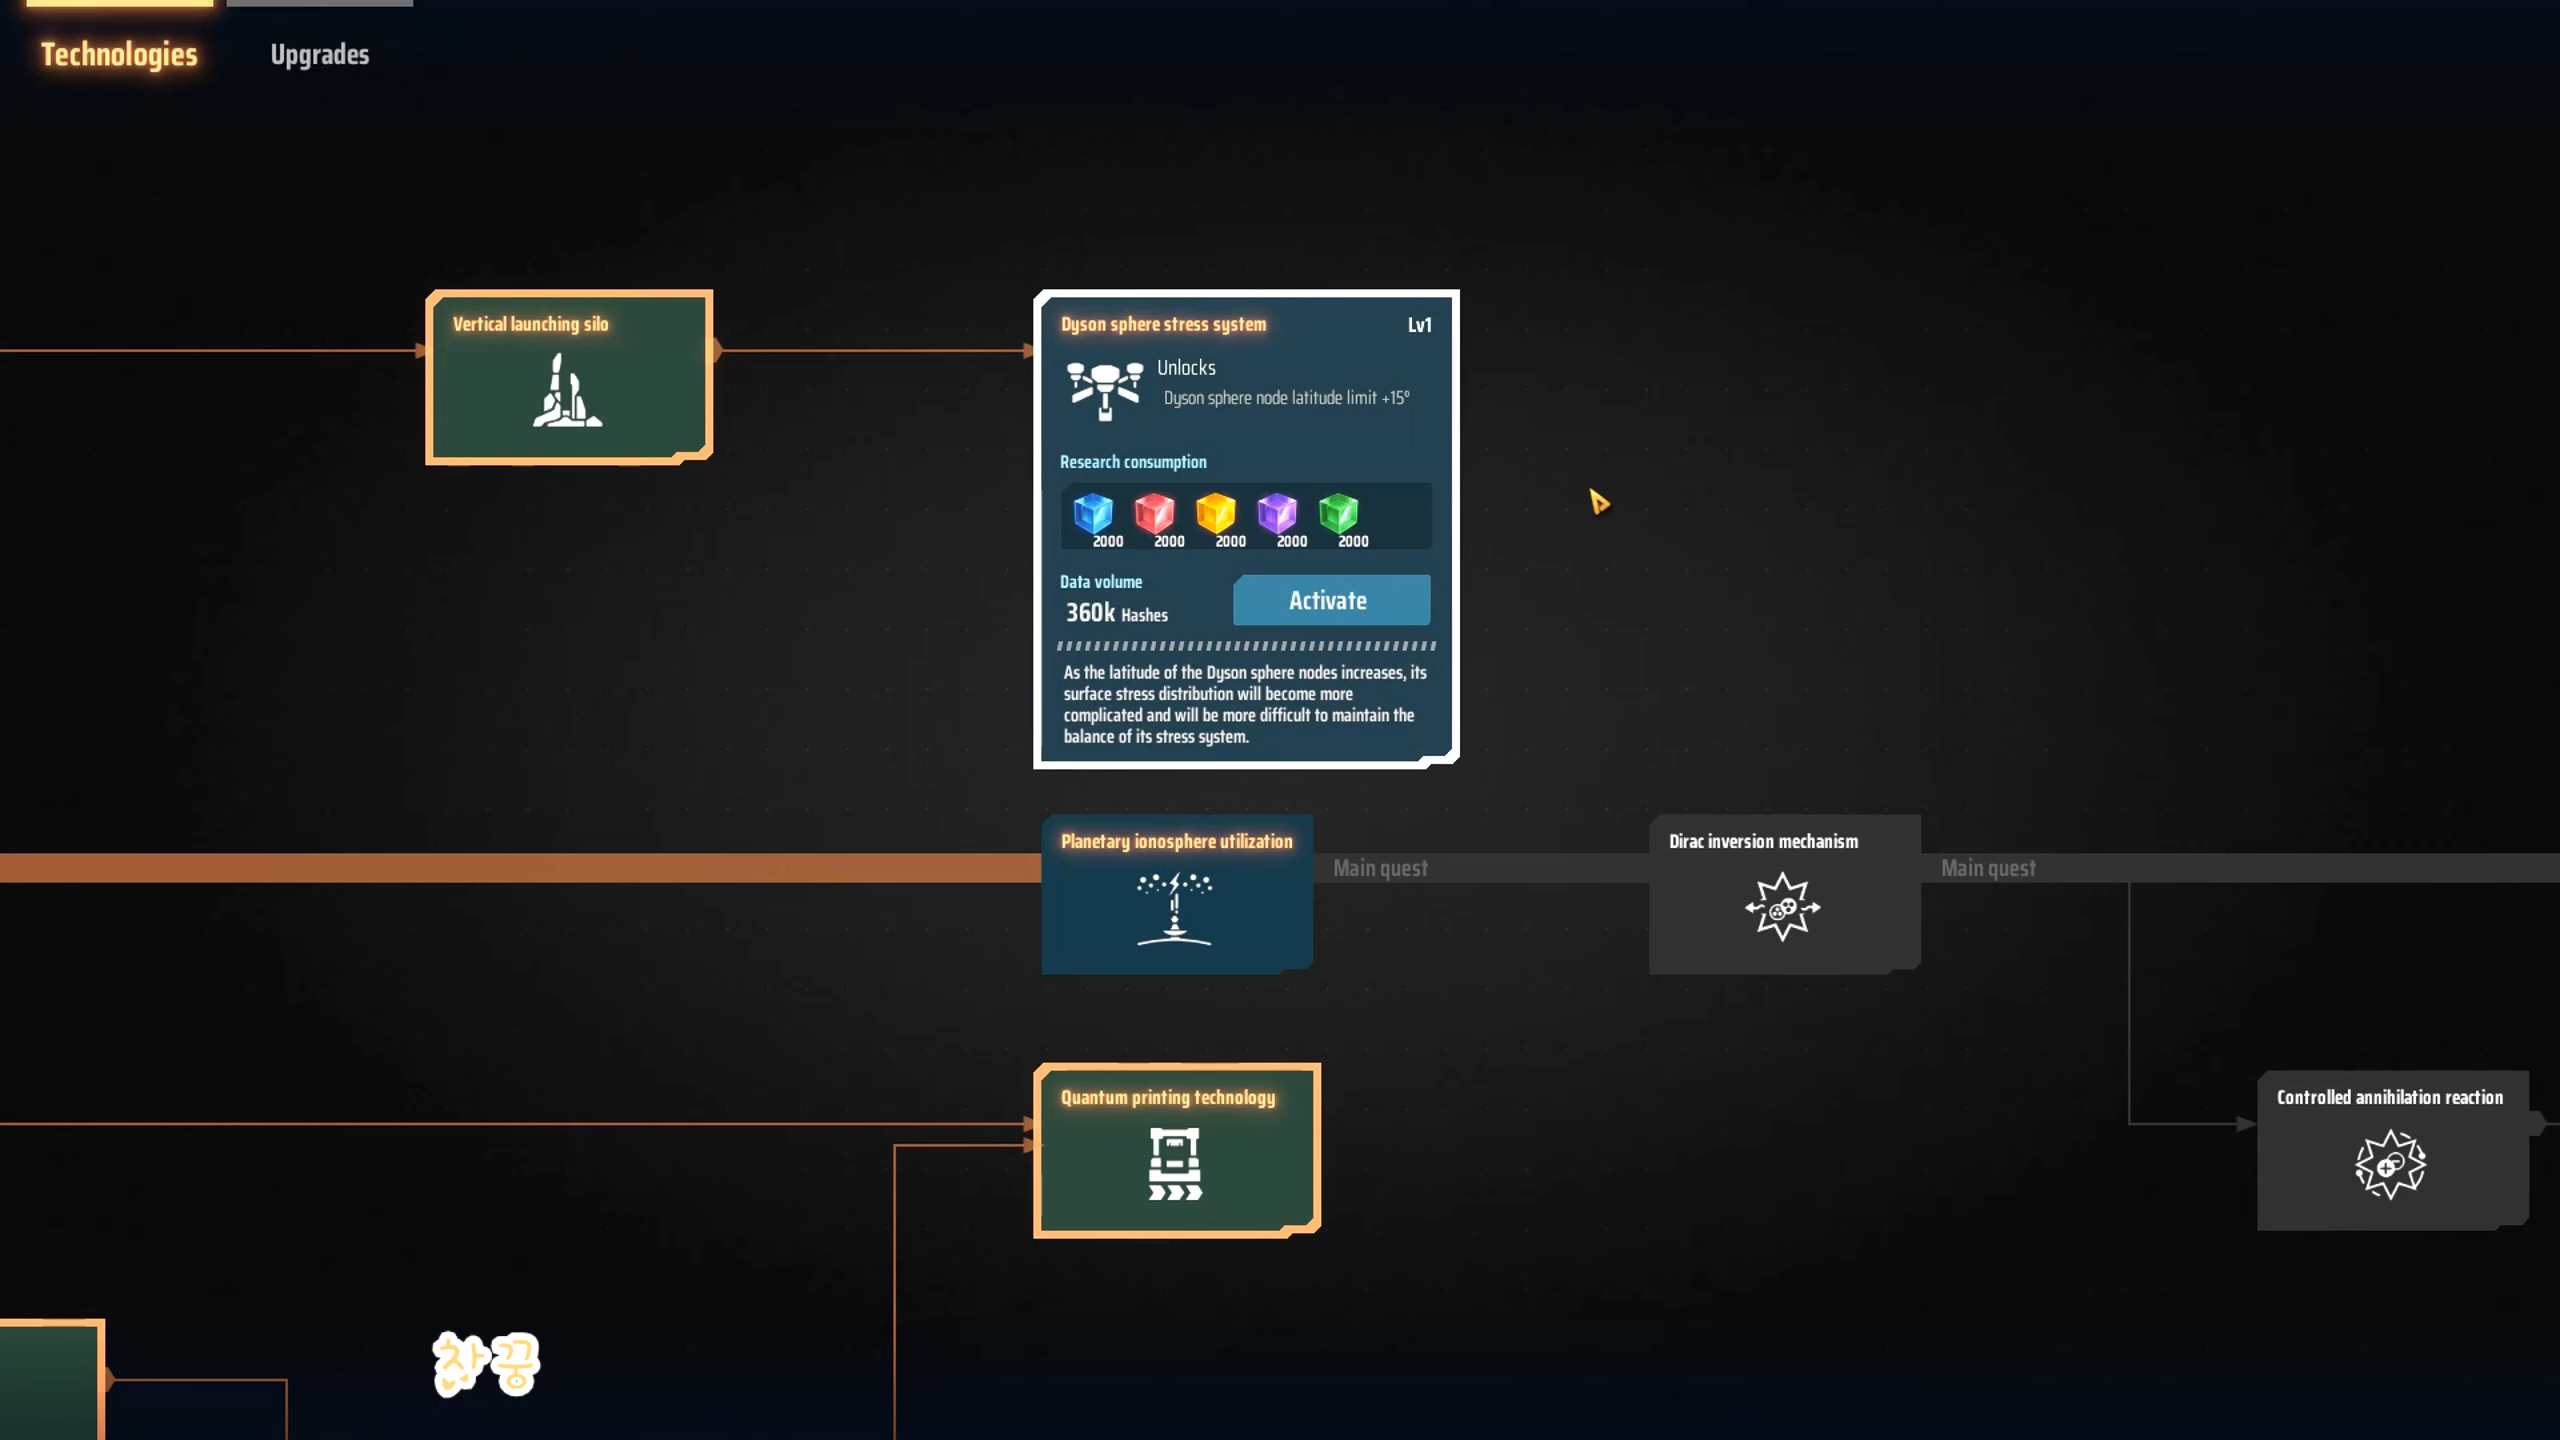 Technologies
Upgrades
Vertical launching silo
Dyson sphere stress system
Lv1
Unlocks
Dyson sphere node latitude limit +15°
Research consumption
2000 2000 2000 2000 2000
Data volume
360k Hashes
Activate
As the latitude of the Dyson sphere nodes increases, its
surface stress distribution will become more
complicated and will be more difficult to maintain the
balance of its stress system.
Planetary ionosphere utilization
Main quest
Dirac inversion mechanism
Main quest
Quantum printing technology
Controlled annihilation reaction
찬꿍